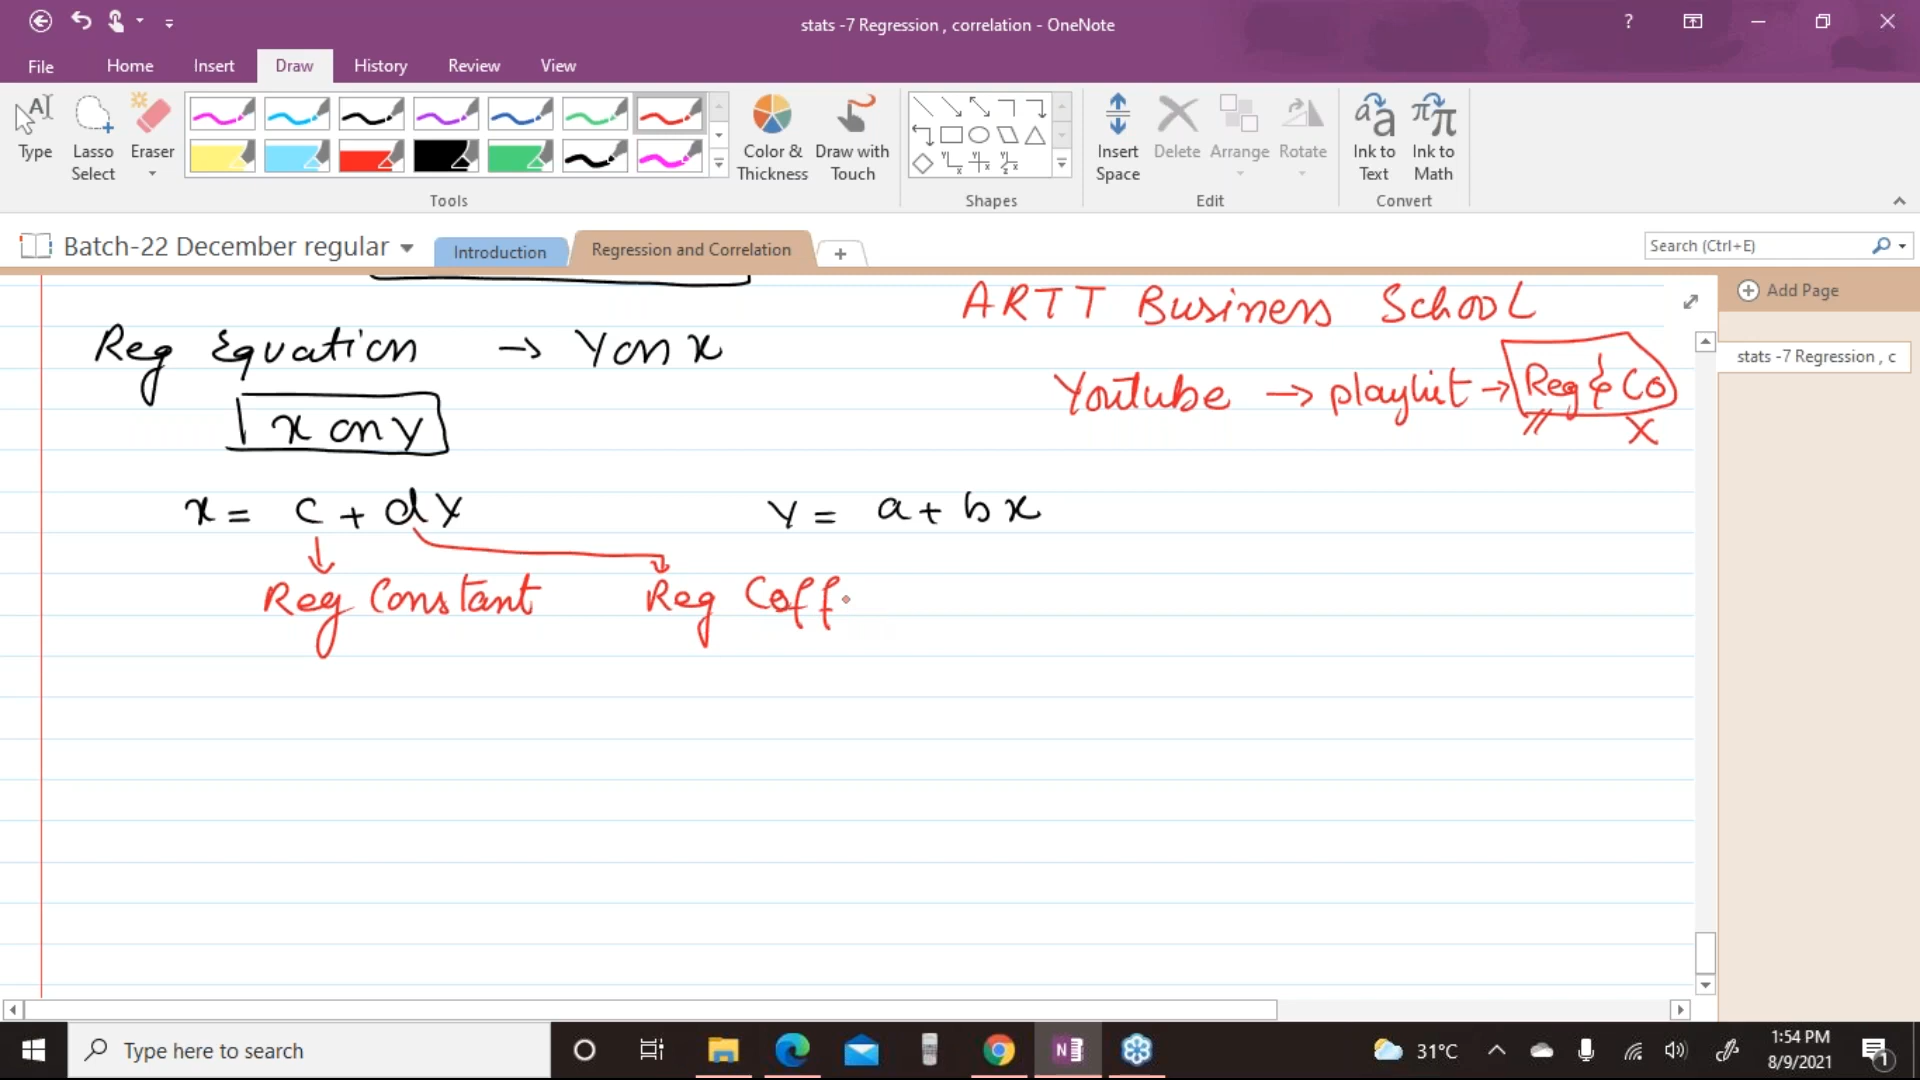 stats -7 Regression , correlation - OneNote
?
File Home Insert Draw History Review View
Type
Lasso Select
Eraser
Color & Thickness
Draw with Touch
Insert Space
Delete
Arrange
Rotate
Ink to Text
Ink to Math
Tools
Shapes
Edit
Convert
Batch-22 December regular
Introduction
Regression and Correlation
Search (Ctrl+E)
Add Page
stats -7 Regression , c
ARTT Business School
Reg Equation → Y on x
Youtube → playlist → Reg & Co
x on y
x
x = c + dy
y = a + bx
Reg Constant
Reg Coff
Type here to search
31°C
1:54 PM
8/9/2021
1